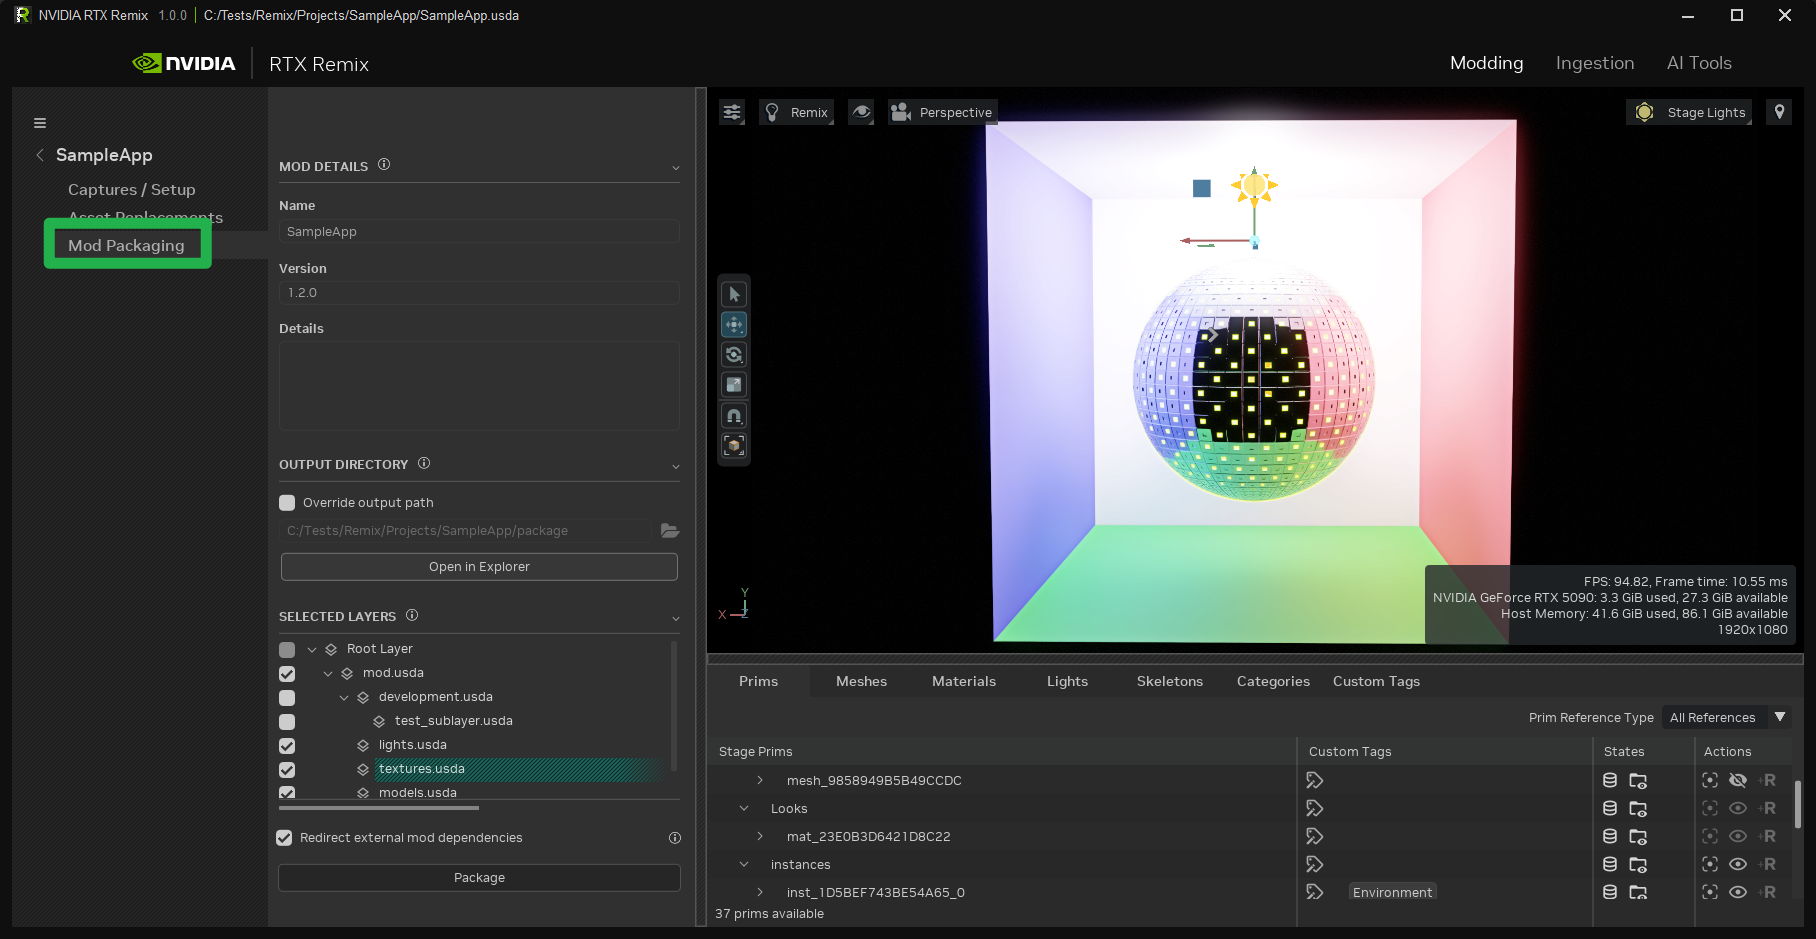 NVIDIA RTX Remix 1.0.0 | C:/Tests/Remix/Projects/SampleApp/SampleApp.usda
NVIDIA RTX Remix
Modding Ingestion AI Tools
SampleApp
Captures / Setup
Asset Replacements
Mod Packaging
MOD DETAILS
Name
SampleApp
Version
1.2.0
Details
OUTPUT DIRECTORY
Override output path
C:/Tests/Remix/Projects/SampleApp/package
Open in Explorer
SELECTED LAYERS
Root Layer
mod.usda
development.usda
test_sublayer.usda
lights.usda
textures.usda
models.usda
Redirect external mod dependencies
Package
Remix Perspective Stage Lights
Y
X Z
FPS: 94.82, Frame time: 10.55 ms
NVIDIA GeForce RTX 5090: 3.3 GiB used, 27.3 GiB available
Host Memory: 41.6 GiB used, 86.1 GiB available
1920x1080
Prims Meshes Materials Lights Skeletons Categories Custom Tags
Prim Reference Type All References
Stage Prims Custom Tags States Actions
mesh_9858949B5B49CCDC +R
Looks +R
mat_23E0B3D6421D8C22 +R
instances +R
inst_1D5BEF743BE54A65_0 Environment +R
37 prims available